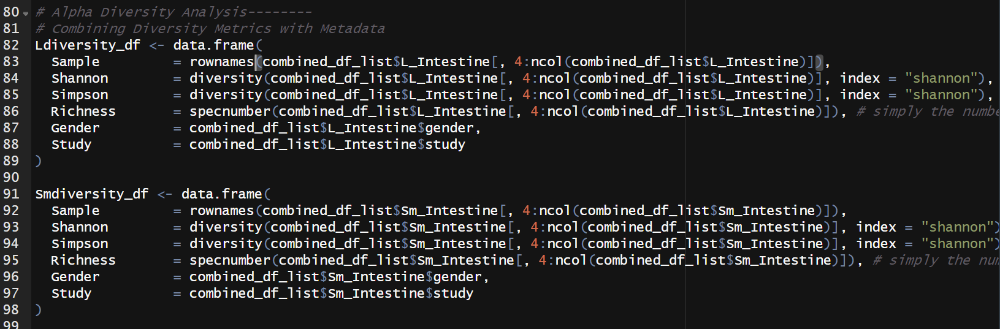 80 # Alpha Diversity Analysis--------
81 # Combining Diversity Metrics with Metadata
82 Ldiversity_df <- data.frame(
83   Sample         = rownames(combined_df_list$L_Intestine[, 4:ncol(combined_df_list$L_Intestine)]),
84   Shannon        = diversity(combined_df_list$L_Intestine[, 4:ncol(combined_df_list$L_Intestine)], index = "shannon"),
85   Simpson        = diversity(combined_df_list$L_Intestine[, 4:ncol(combined_df_list$L_Intestine)], index = "shannon"),
86   Richness       = specnumber(combined_df_list$L_Intestine[, 4:ncol(combined_df_list$L_Intestine)]), # simply the numbe
87   Gender         = combined_df_list$L_Intestine$gender,
88   Study          = combined_df_list$L_Intestine$study
89 )
90
91 Smdiversity_df <- data.frame(
92   Sample         = rownames(combined_df_list$Sm_Intestine[, 4:ncol(combined_df_list$Sm_Intestine)]),
93   Shannon        = diversity(combined_df_list$Sm_Intestine[, 4:ncol(combined_df_list$Sm_Intestine)], index = "shannon")
94   Simpson        = diversity(combined_df_list$Sm_Intestine[, 4:ncol(combined_df_list$Sm_Intestine)], index = "shannon")
95   Richness       = specnumber(combined_df_list$Sm_Intestine[, 4:ncol(combined_df_list$Sm_Intestine)]), # simply the num
96   Gender         = combined_df_list$Sm_Intestine$gender,
97   Study          = combined_df_list$Sm_Intestine$study
98 )
99